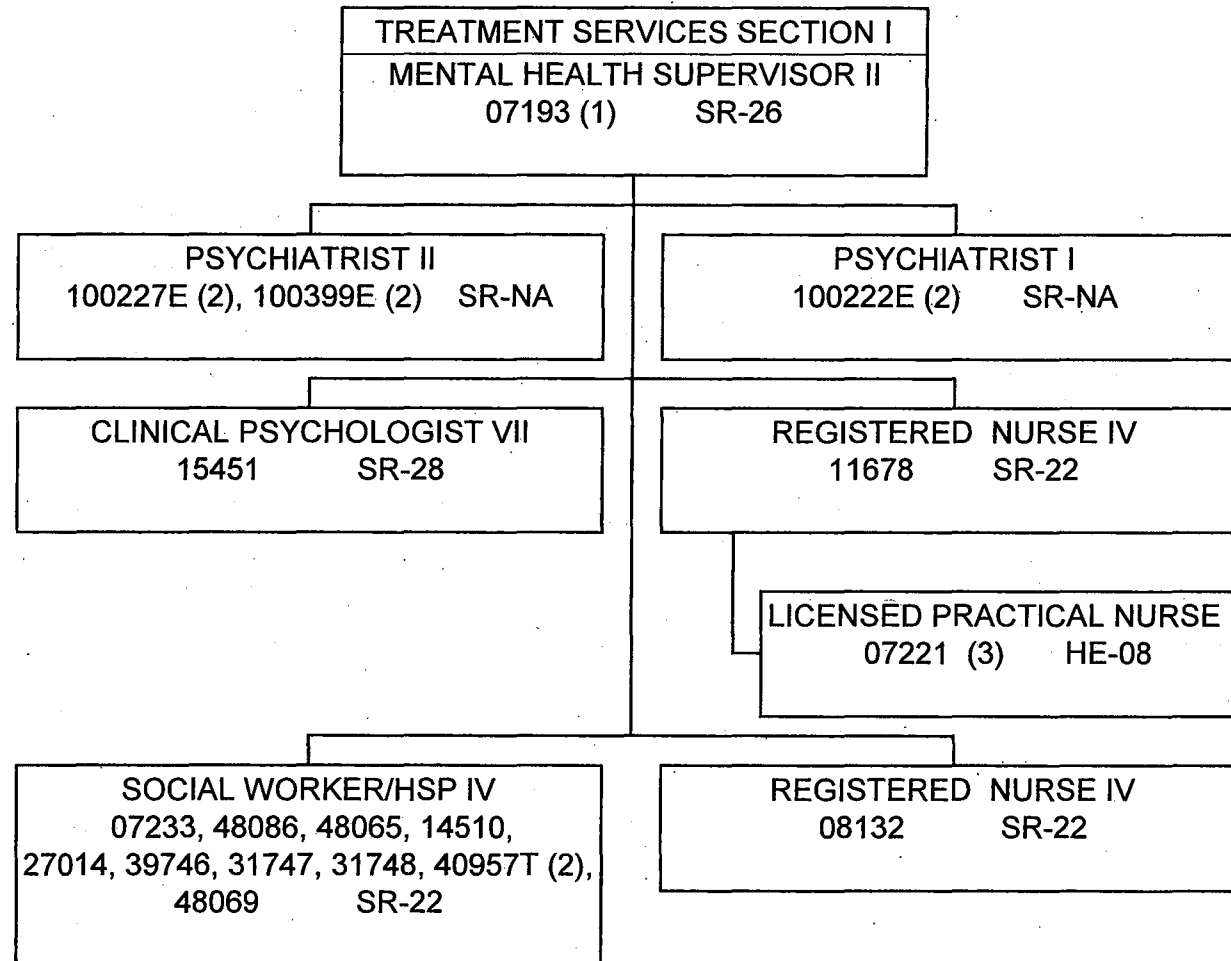 TREATMENT SERVICES SECTION I
MENTAL HEALTH SUPERVISOR II
07193 (1) SR-26
PSYCHIATRIST II
100227E (2), 100399E (2) SR-NA
PSYCHIATRIST I
100222E (2) SR-NA
CLINICAL PSYCHOLOGIST VII
15451 SR-28
REGISTERED NURSE IV
11678 SR-22
LICENSED PRACTICAL NURSE
07221 (3) HE-08
SOCIAL WORKER/HSP IV
07233, 48086, 48065, 14510,
27014, 39746, 31747, 31748, 40957T (2),
48069 SR-22
REGISTERED NURSE IV
08132 SR-22